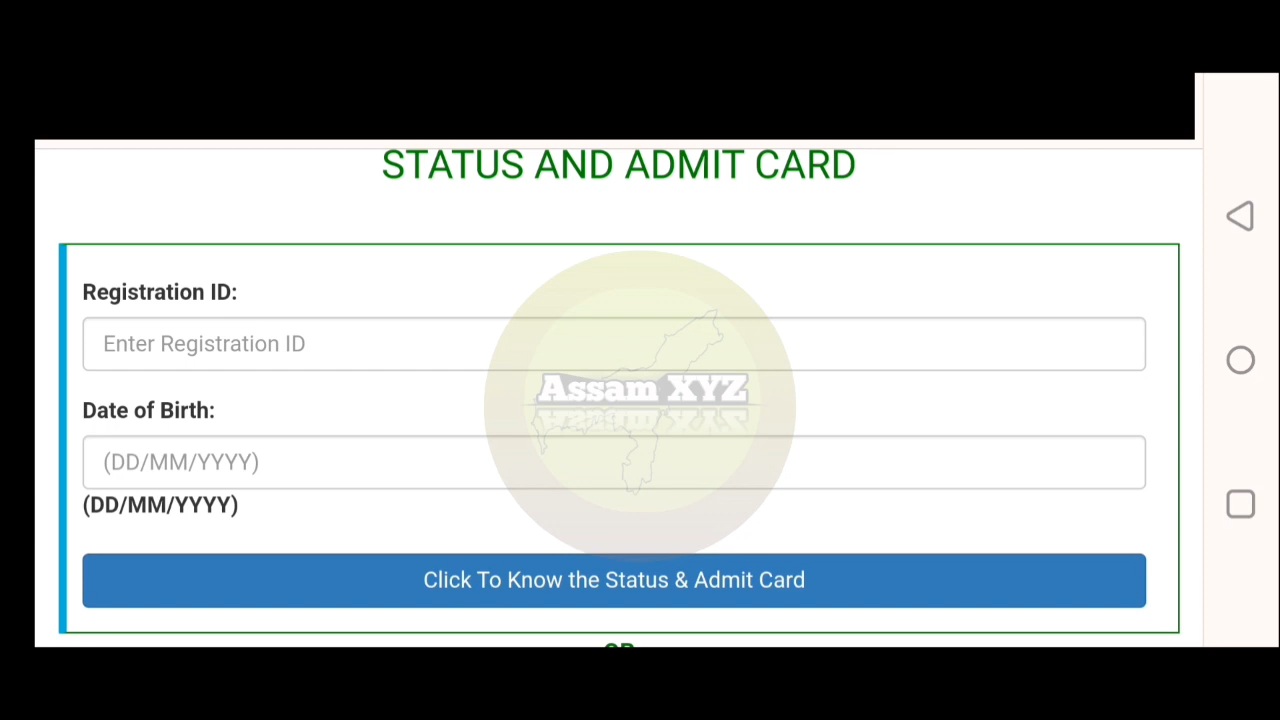 STATUS AND ADMIT CARD
Registration ID:
Enter Registration ID
Assam XYZ
Date of Birth:
(DD/MM/YYYY)
(DD/MM/YYYY)
Click To Know the Status & Admit Card